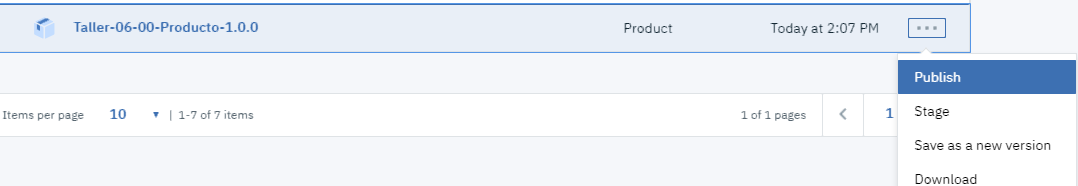 Taller-06-00-Producto-1.0.0 Product Today at 2:07 PM
Publish
Items per page 10 | 1-7 of 7 items 1 of 1 pages 1
Stage
Save as a new version
Download